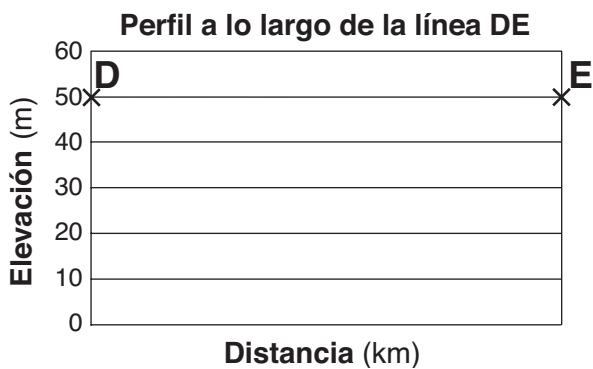 Perfil a lo largo de la línea DE
60
D
E
50
40
30
20
10
0
Elevación (m)
Distancia (km)